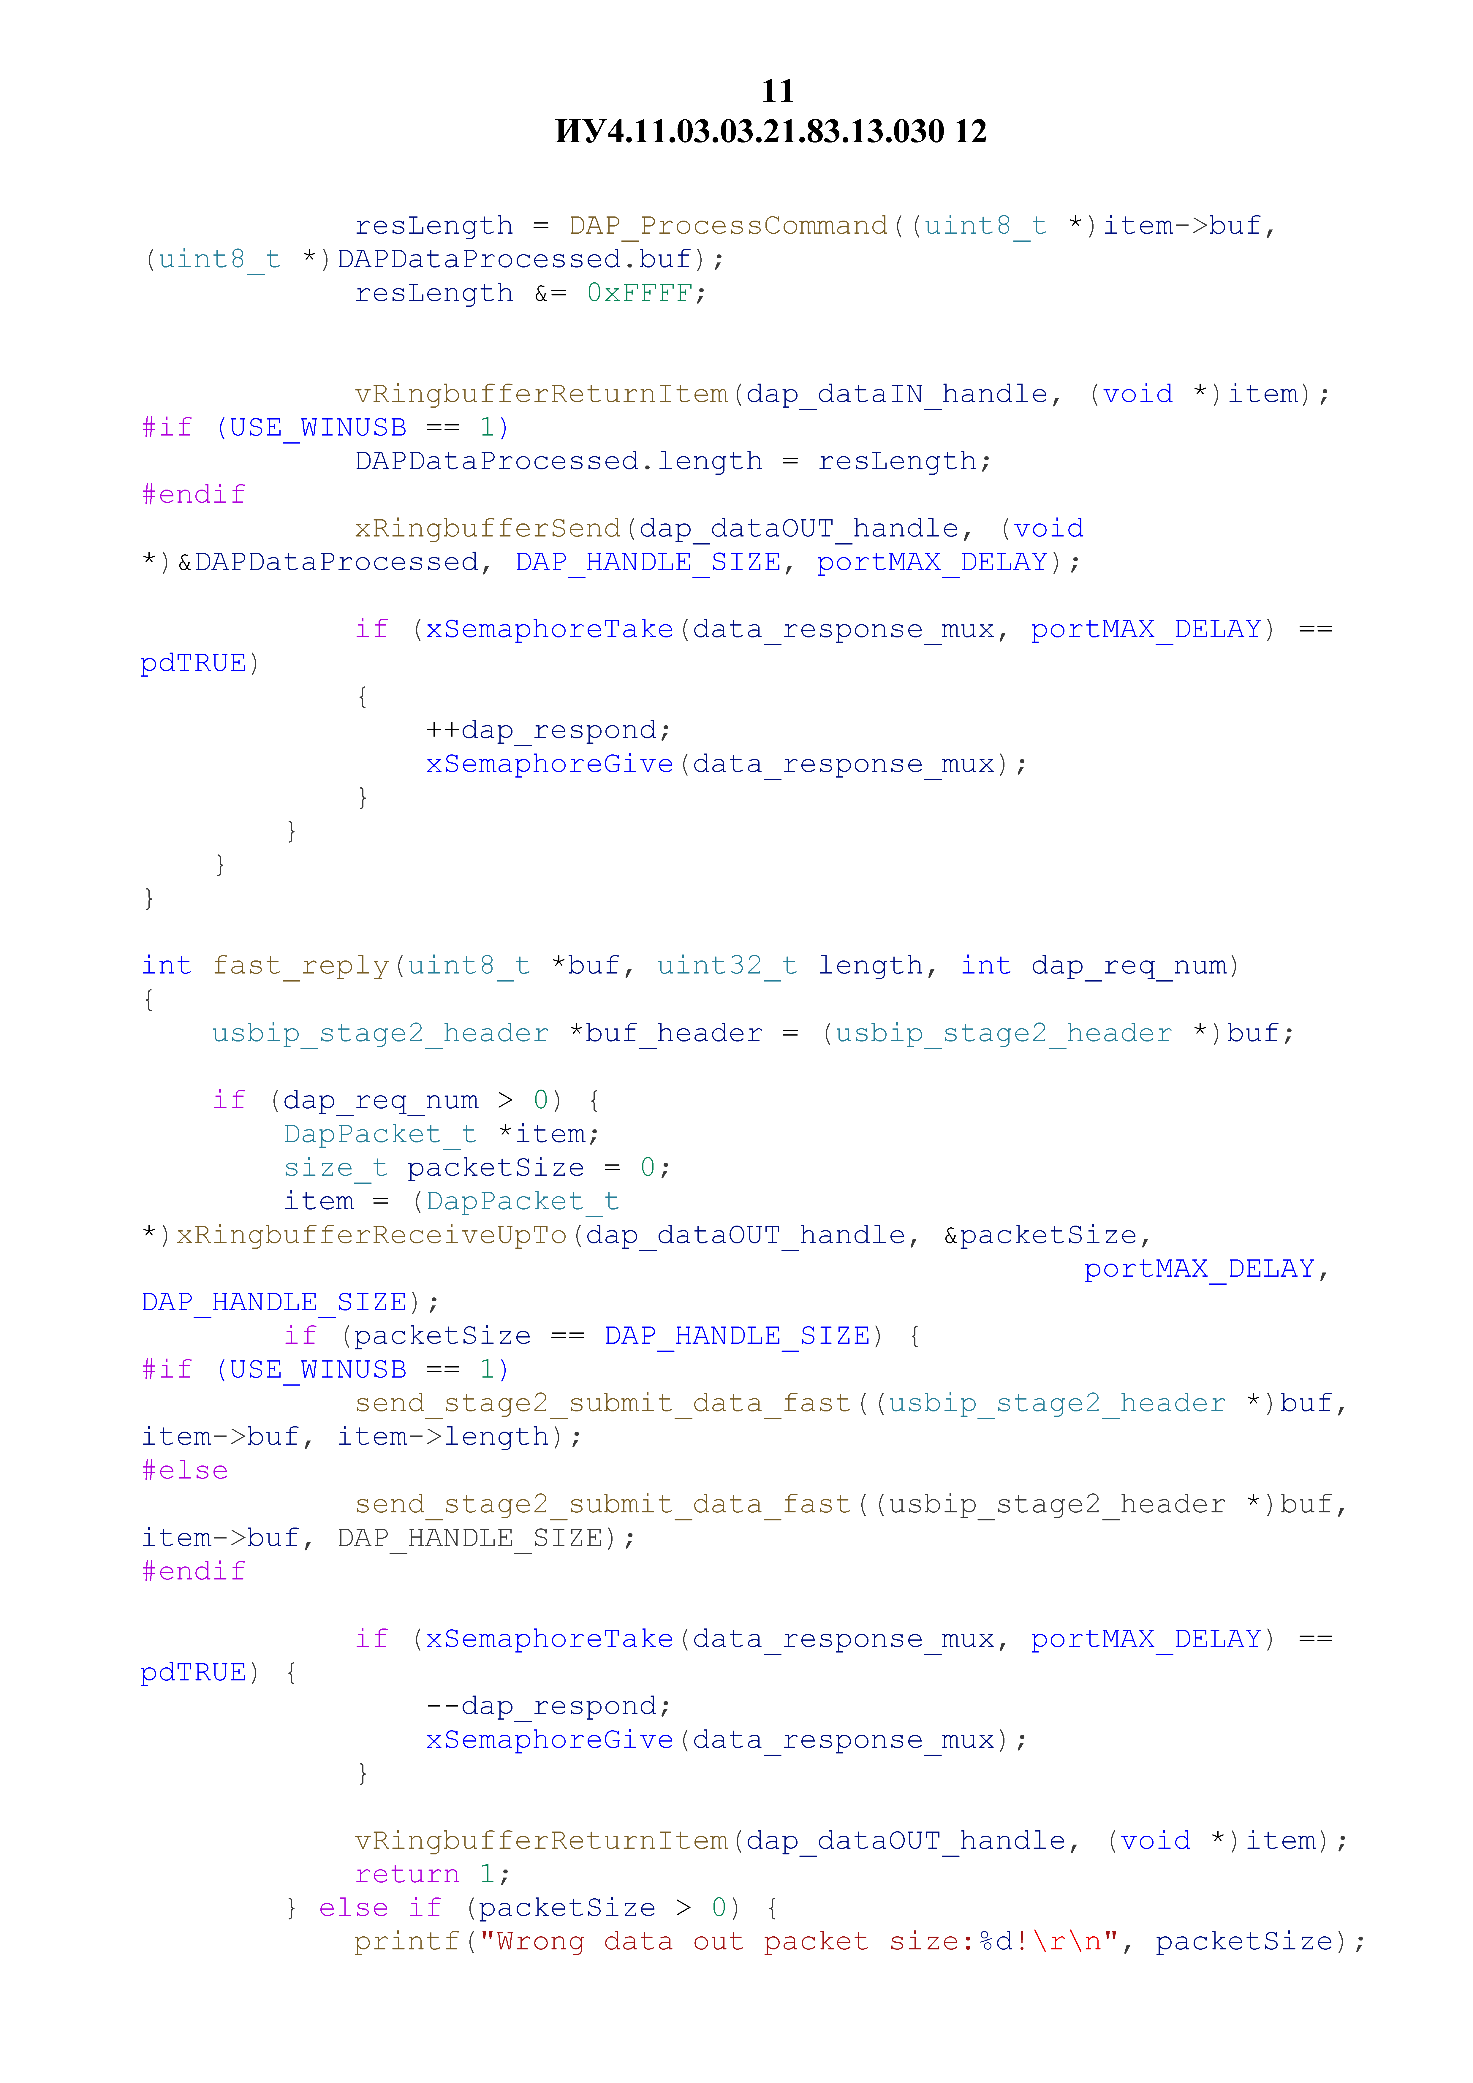 11
ИУ4.11.03.03.21.83.13.030 12
            resLength = DAP_ProcessCommand((uint8_t *)item->buf,
(uint8_t *)DAPDataProcessed.buf);
            resLength &= 0xFFFF;
            vRingbufferReturnItem(dap_dataIN_handle, (void *)item);
#if (USE_WINUSB == 1)
            DAPDataProcessed.length = resLength;
#endif
            xRingbufferSend(dap_dataOUT_handle, (void
*)&DAPDataProcessed, DAP_HANDLE_SIZE, portMAX_DELAY);
            if (xSemaphoreTake(data_response_mux, portMAX_DELAY) ==
pdTRUE)
            {
                ++dap_respond;
                xSemaphoreGive(data_response_mux);
            }
        }
    }
}
int fast_reply(uint8_t *buf, uint32_t length, int dap_req_num)
{
    usbip_stage2_header *buf_header = (usbip_stage2_header *)buf;
    if (dap_req_num > 0) {
        DapPacket_t *item;
        size_t packetSize = 0;
        item = (DapPacket_t
*)xRingbufferReceiveUpTo(dap_dataOUT_handle, &packetSize,
                                                     portMAX_DELAY,
DAP_HANDLE_SIZE);
        if (packetSize == DAP_HANDLE_SIZE) {
#if (USE_WINUSB == 1)
            send_stage2_submit_data_fast((usbip_stage2_header *)buf,
item->buf, item->length);
#else
            send_stage2_submit_data_fast((usbip_stage2_header *)buf,
item->buf, DAP_HANDLE_SIZE);
#endif
            if (xSemaphoreTake(data_response_mux, portMAX_DELAY) ==
pdTRUE) {
                --dap_respond;
                xSemaphoreGive(data_response_mux);
            }
            vRingbufferReturnItem(dap_dataOUT_handle, (void *)item);
            return 1;
        } else if (packetSize > 0) {
            printf("Wrong data out packet size:%d!\r\n", packetSize);